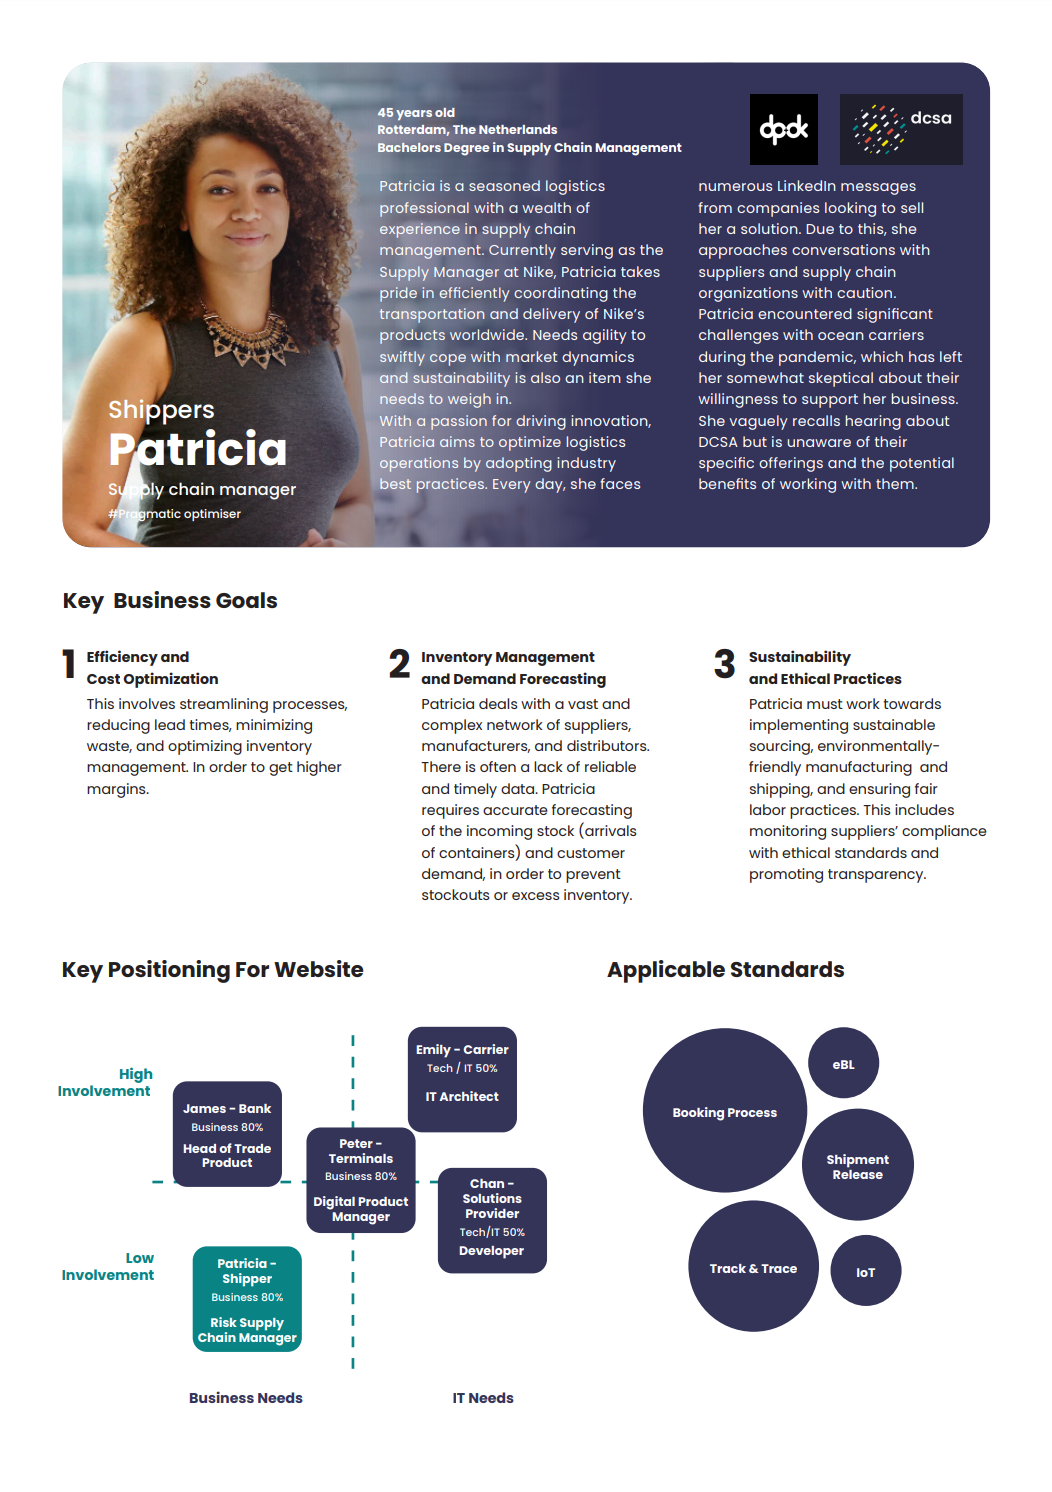 45 years old
Rotterdam, The Netherlands
Bachelors Degree in Supply Chain Management
dpdk
dcsa
Patricia is a seasoned logistics
professional with a wealth of
experience in supply chain
management. Currently serving as the
Supply Manager at Nike, Patricia takes
pride in efficiently coordinating the
transportation and delivery of Nike’s
products worldwide. Needs agility to
swiftly cope with market dynamics
and sustainability is also an item she
needs to weigh in.
With a passion for driving innovation,
Patricia aims to optimize logistics
operations by adopting industry
best practices. Every day, she faces
numerous LinkedIn messages
from companies looking to sell
her a solution. Due to this, she
approaches conversations with
suppliers and supply chain
organizations with caution.
Patricia encountered significant
challenges with ocean carriers
during the pandemic, which has left
her somewhat skeptical about their
willingness to support her business.
She vaguely recalls hearing about
DCSA but is unaware of their
specific offerings and the potential
benefits of working with them.
Shippers
Patricia
Supply chain manager
#Pragmatic optimiser
Key Business Goals
1
Efficiency and
Cost Optimization
This involves streamlining processes,
reducing lead times, minimizing
waste, and optimizing inventory
management. In order to get higher
margins.
2
Inventory Management
and Demand Forecasting
Patricia deals with a vast and
complex network of suppliers,
manufacturers, and distributors.
There is often a lack of reliable
and timely data. Patricia
requires accurate forecasting
of the incoming stock (arrivals
of containers) and customer
demand, in order to prevent
stockouts or excess inventory.
3
Sustainability
and Ethical Practices
Patricia must work towards
implementing sustainable
sourcing, environmentally-
friendly manufacturing and
shipping, and ensuring fair
labor practices. This includes
monitoring suppliers’ compliance
with ethical standards and
promoting transparency.
Key Positioning For Website
High
Involvement
Low
Involvement
James - Bank
Business 80%
Head of Trade
Product
Emily - Carrier
Tech / IT 50%
IT Architect
Peter -
Terminals
Business 80%
Digital Product
Manager
Chan -
Solutions
Provider
Tech/IT 50%
Developer
Patricia -
Shipper
Business 80%
Risk Supply
Chain Manager
Business Needs
IT Needs
Applicable Standards
Booking Process
eBL
Shipment
Release
Track & Trace
IoT